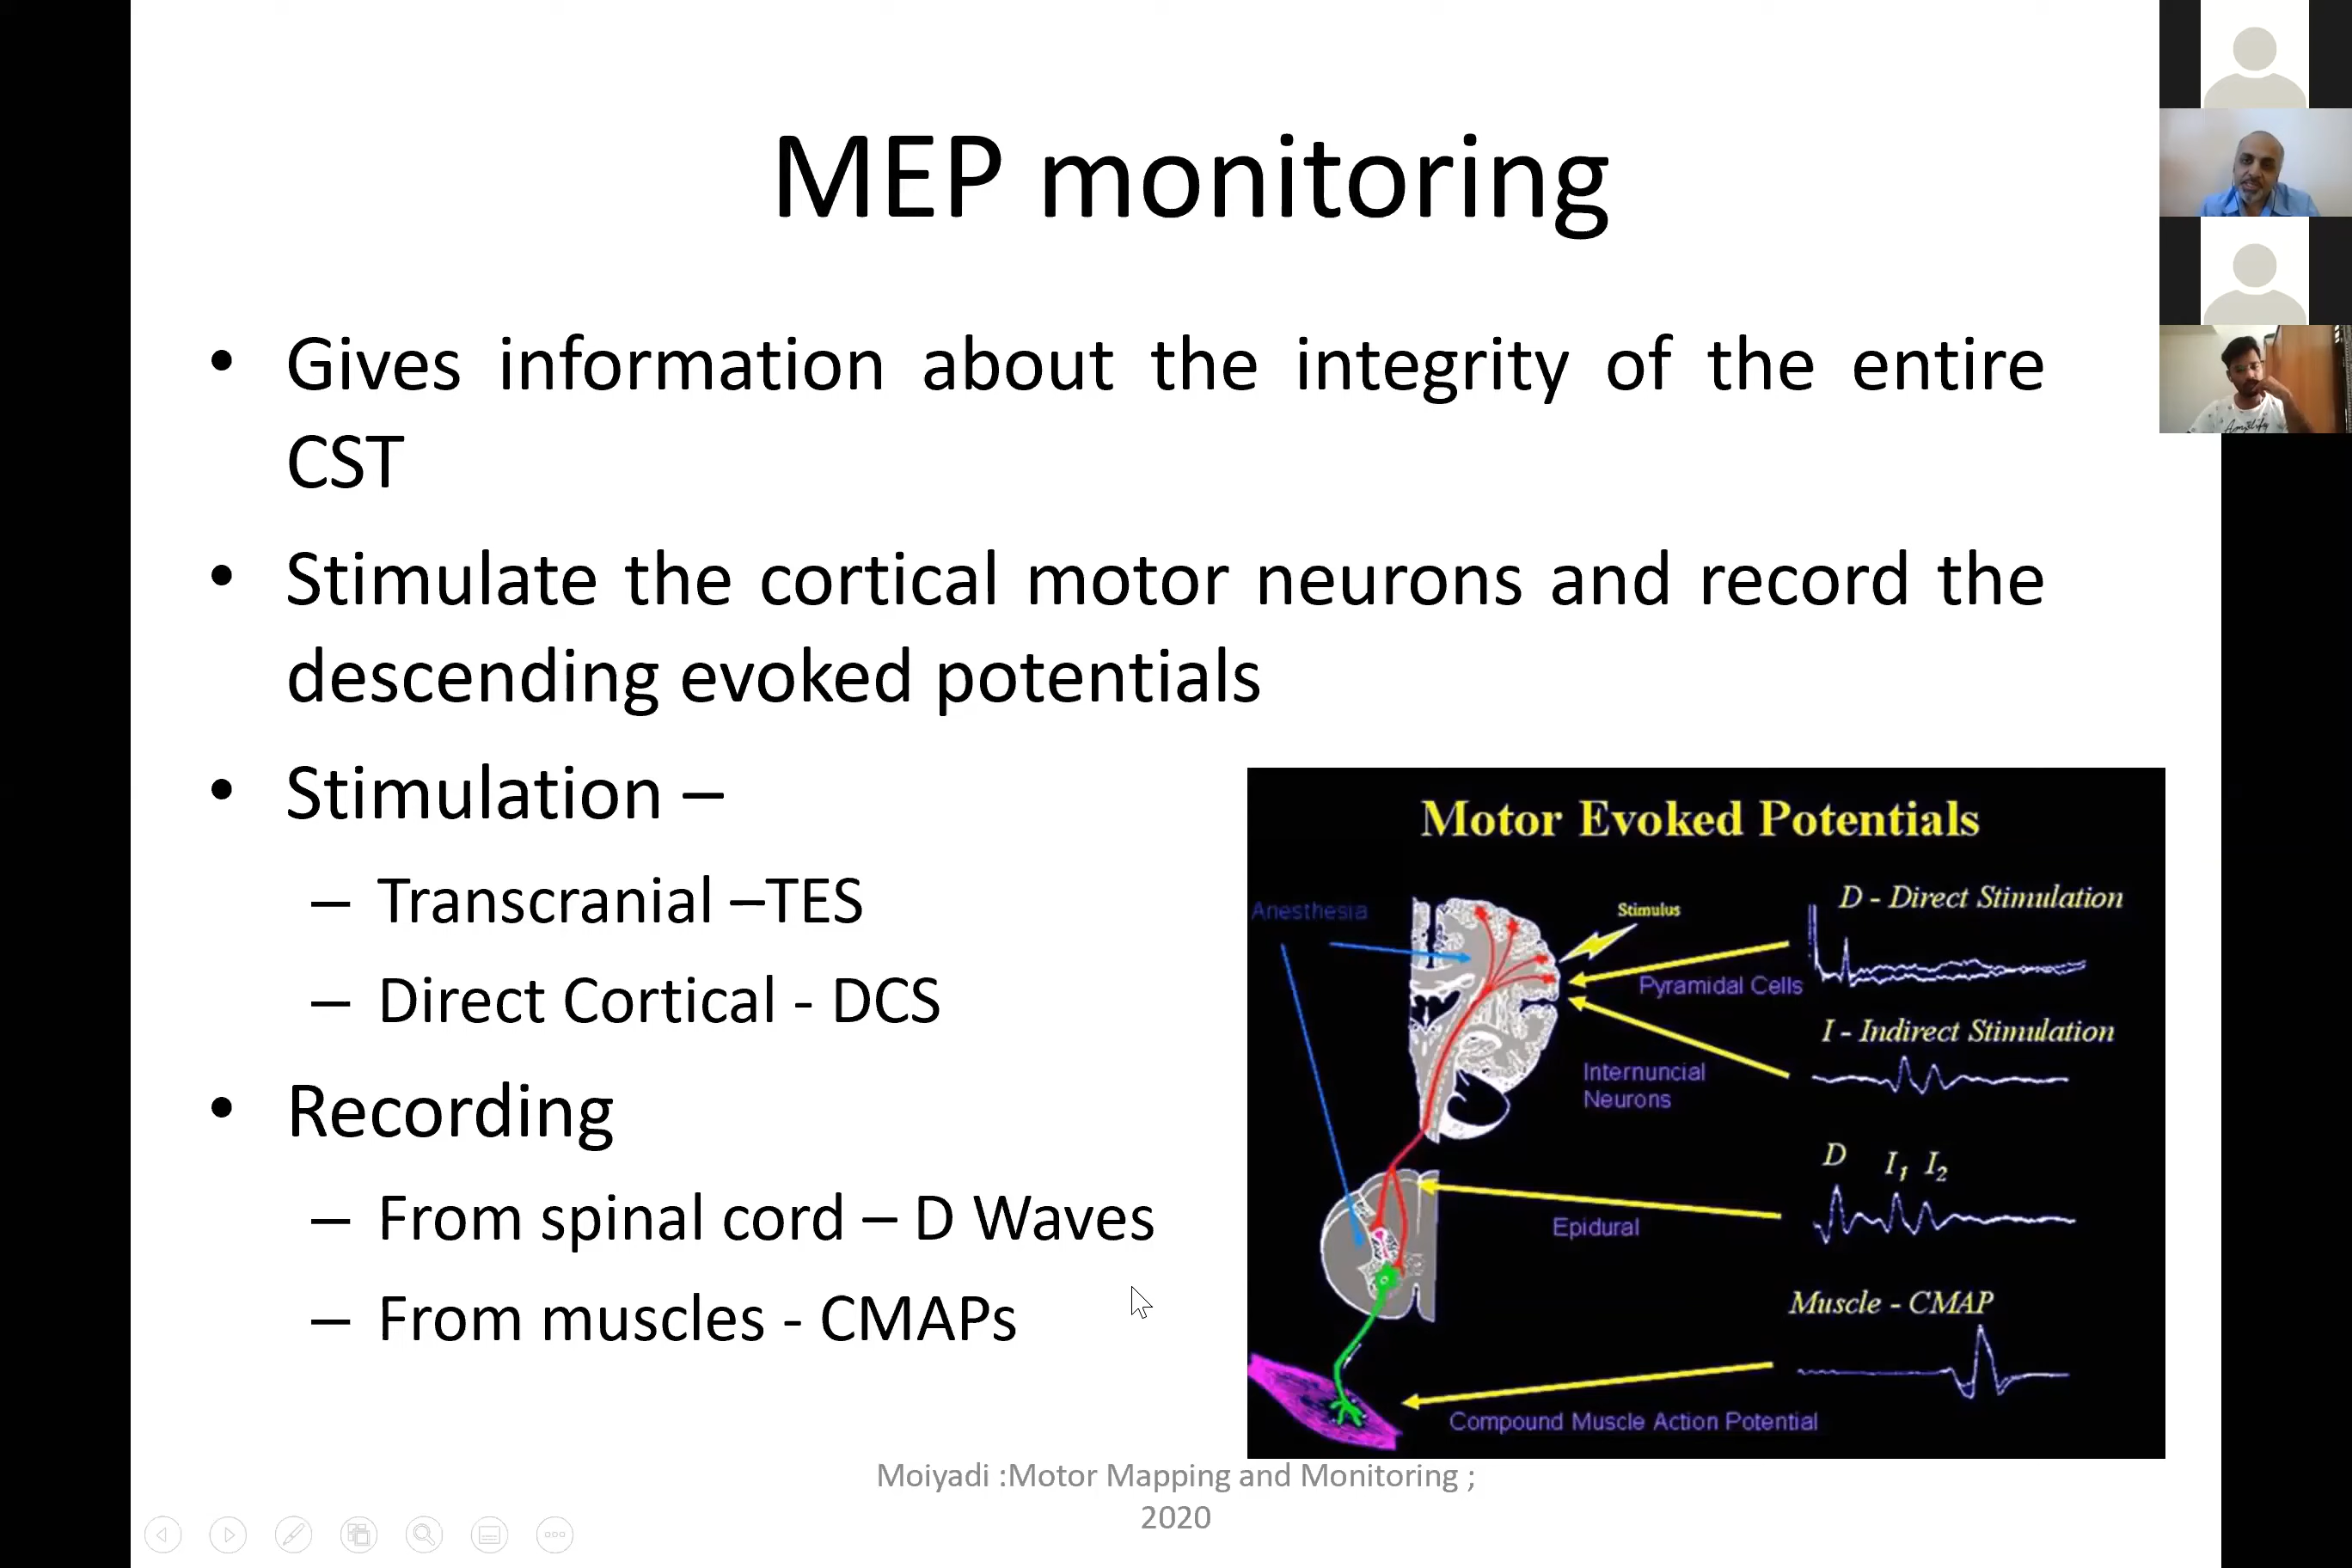 MEP monitoring
• Gives information about the integrity of the entire
CST
• Stimulate the cortical motor neurons and record the
descending evoked potentials
• Stimulation –
– Transcranial –TES
– Direct Cortical - DCS
• Recording
– From spinal cord – D Waves
– From muscles - CMAPs
Motor Evoked Potentials
Anesthesia
Stimulus
D - Direct Stimulation
Pyramidal Cells
I - Indirect Stimulation
Internuncial
Neurons
D I1 I2
Epidural
Muscle - CMAP
Compound Muscle Action Potential
Moiyadi :Motor Mapping and Monitoring ;
2020